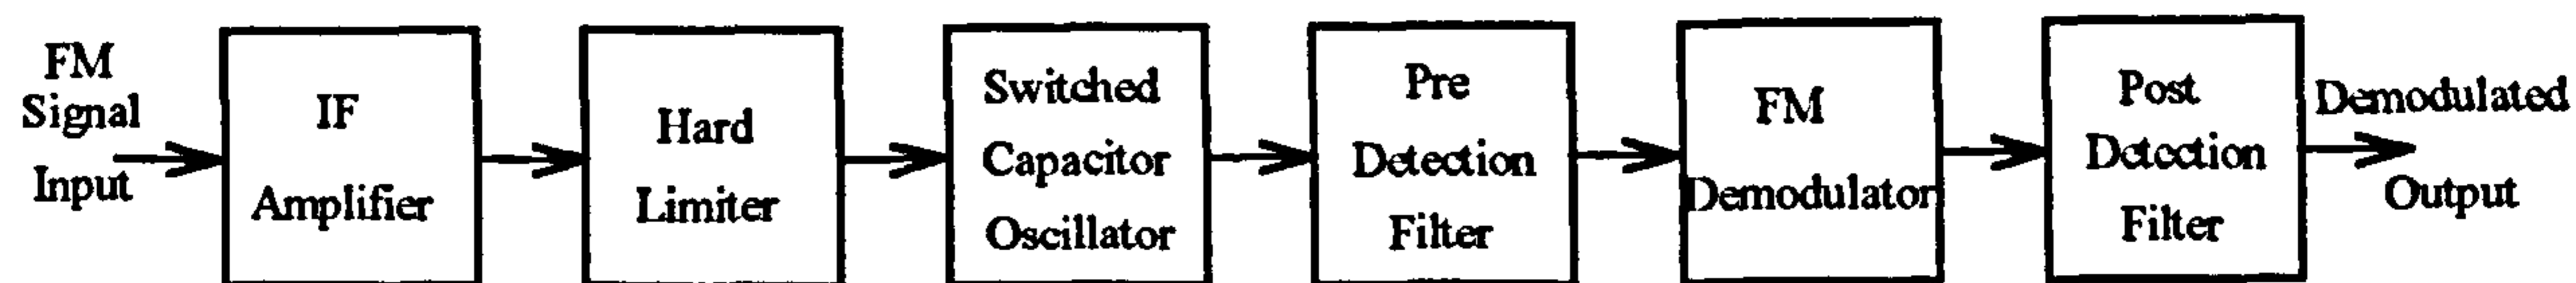 FM
Signal
Input
IF
Amplifier
Hard
Limiter
Switched
Capacitor
Oscillator
Pre
Detection
Filter
FM
Demodulator
Post
Detection
Filter
Demodulated
Output